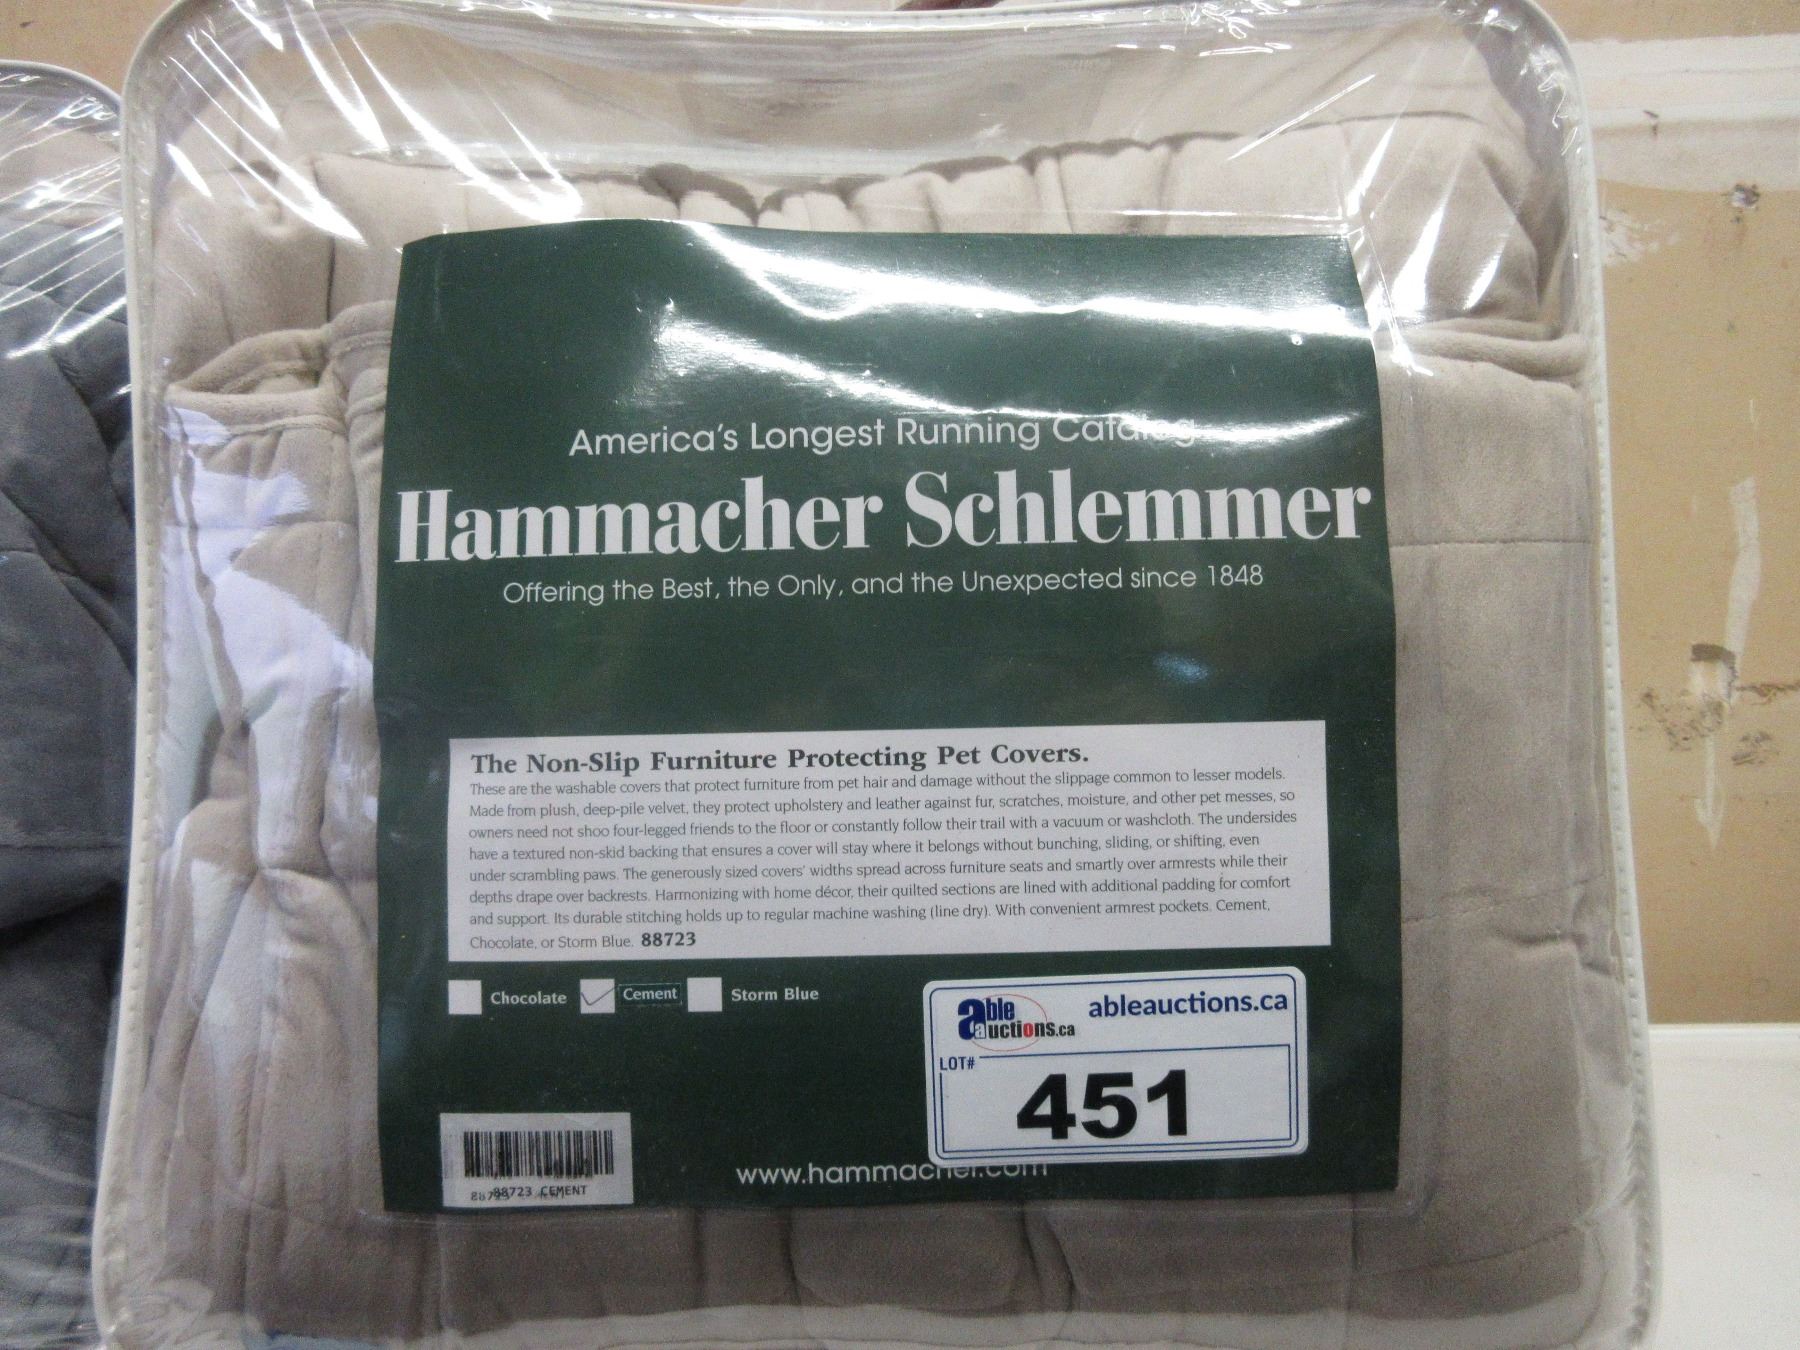 America's Longest Running Catalog
Hammacher Schlemmer
Offering the Best, the Only, and the Unexpected since 1848
The Non-Slip Furniture Protecting Pet Covers.
These are the washable covers that protect furniture from pet hair and damage without the slippage common to lesser models.
Made from plush, deep-pile velvet, they protect upholstery and leather against fur, scratches, moisture, and other pet messes, so
owners need not shoo four-legged friends to the floor or constantly follow their trail with a vacuum or washcloth. The undersides
have a textured non-skid backing that ensures a cover will stay where it belongs without bunching, sliding, or shifting, even
under scrambling paws. The generously sized covers' widths spread across furniture seats and smartly over armrests while their
depths drape over backrests. Harmonizing with home décor, their quilted sections are lined with additional padding for comfort
and support. Its durable stitching holds up to regular machine washing (line dry). With convenient armrest pockets. Cement,
Chocolate, or Storm Blue. 88723
Chocolate Cement Storm Blue
able auctions.ca ableauctions.ca
LOT#
451
88723 CEMENT
www.hammacher.com